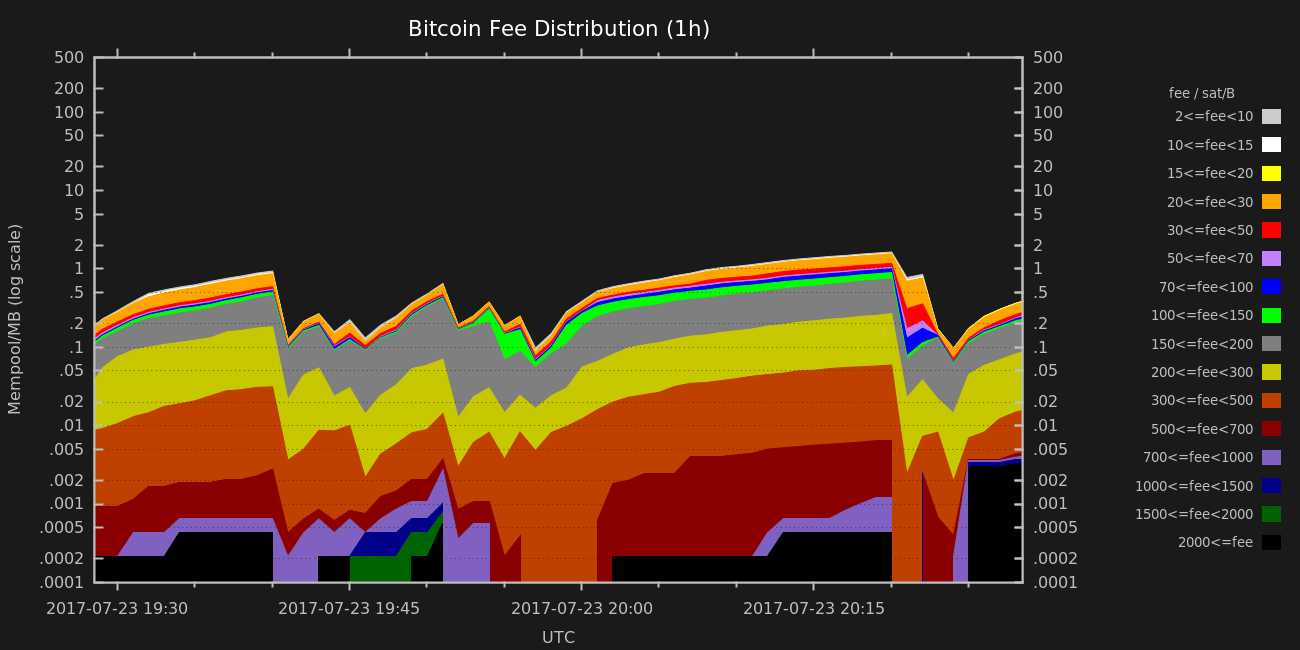 Bitcoin Fee Distribution (1h)
500
200
100
50
20
10
5
2
1
.5
.2
.1
.05
.02
.01
.005
.002
.001
.0005
.0002
.0001
Mempool/MB (log scale)
500
200
100
50
20
10
5
2
1
.5
.2
.1
.05
.02
.01
.005
.002
.001
.0005
.0002
.0001
2017-07-23 19:30
2017-07-23 19:45
2017-07-23 20:00
2017-07-23 20:15
UTC
fee / sat/B
2<=fee<10
10<=fee<15
15<=fee<20
20<=fee<30
30<=fee<50
50<=fee<70
70<=fee<100
100<=fee<150
150<=fee<200
200<=fee<300
300<=fee<500
500<=fee<700
700<=fee<1000
1000<=fee<1500
1500<=fee<2000
2000<=fee